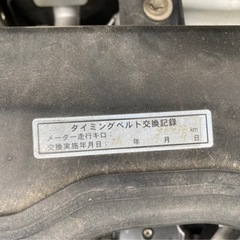 タイミングベルト交換記録
メーター走行キロ： km
交換実施年月日： 年 月 日